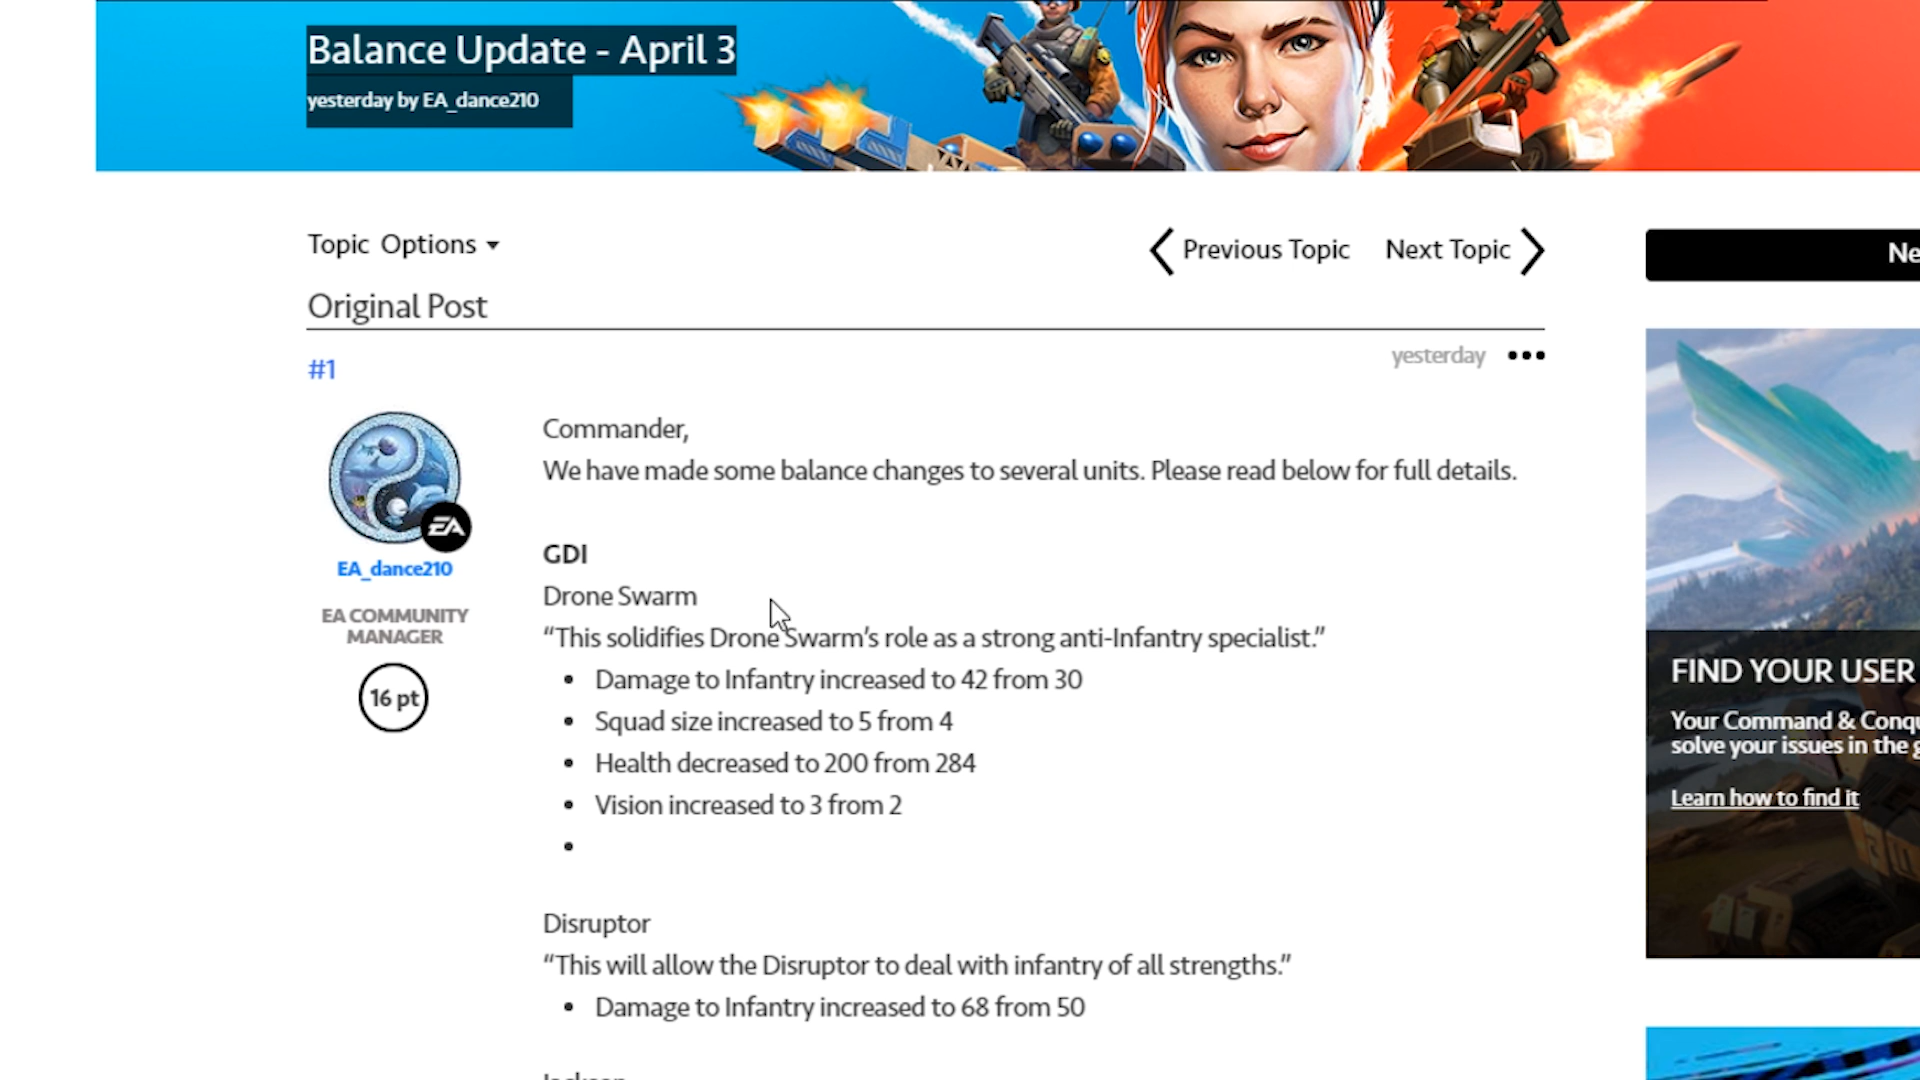 Balance Update - April 3
yesterday by EA_dance210
Topic Options
Previous Topic
Next Topic
Ne
Original Post
#1
yesterday
EA
EA_dance210
EA COMMUNITY
MANAGER
16 pt
Commander,
We have made some balance changes to several units. Please read below for full details.
GDI
Drone Swarm
“This solidifies Drone Swarm’s role as a strong anti-Infantry specialist.”
• Damage to Infantry increased to 42 from 30
• Squad size increased to 5 from 4
• Health decreased to 200 from 284
• Vision increased to 3 from 2
•
Disruptor
“This will allow the Disruptor to deal with infantry of all strengths.”
• Damage to Infantry increased to 68 from 50
FIND YOUR USER
Your Command & Conqu
solve your issues in the g
Learn how to find it